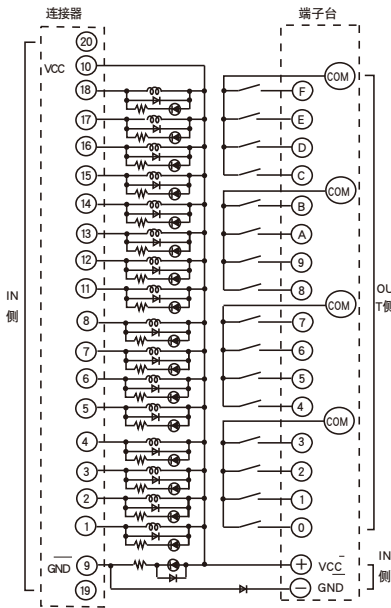 连接器 端子台
20
VCC 10 COM
18 F
17 E
16 D
15 C
COM
14 B
13 A
12 9
11 8
IN
侧
OU
T侧
COM
8 7
7 6
6 5
5 4
COM
4 3
3 2
2 1
1 0
IN
侧
GND 9 + VCC
19 − GND